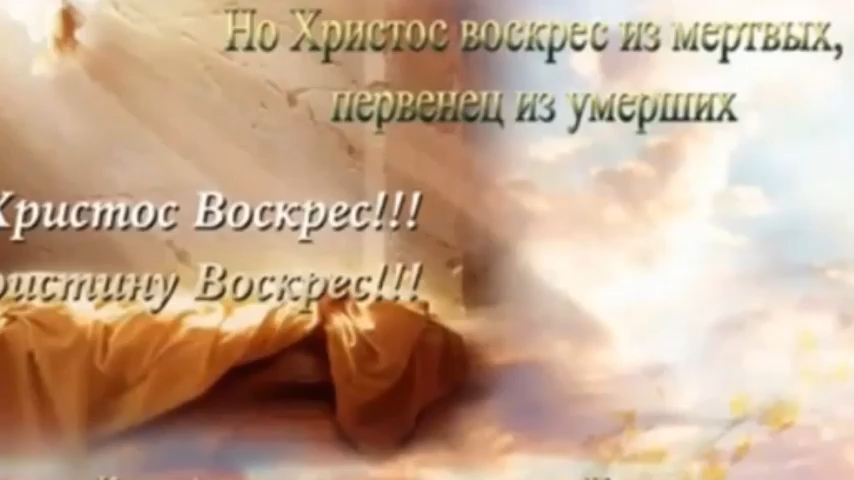 Но Христос воскрес из мертвых,
первенец из умерших
Христос Воскрес!!!
Воскрес!!!